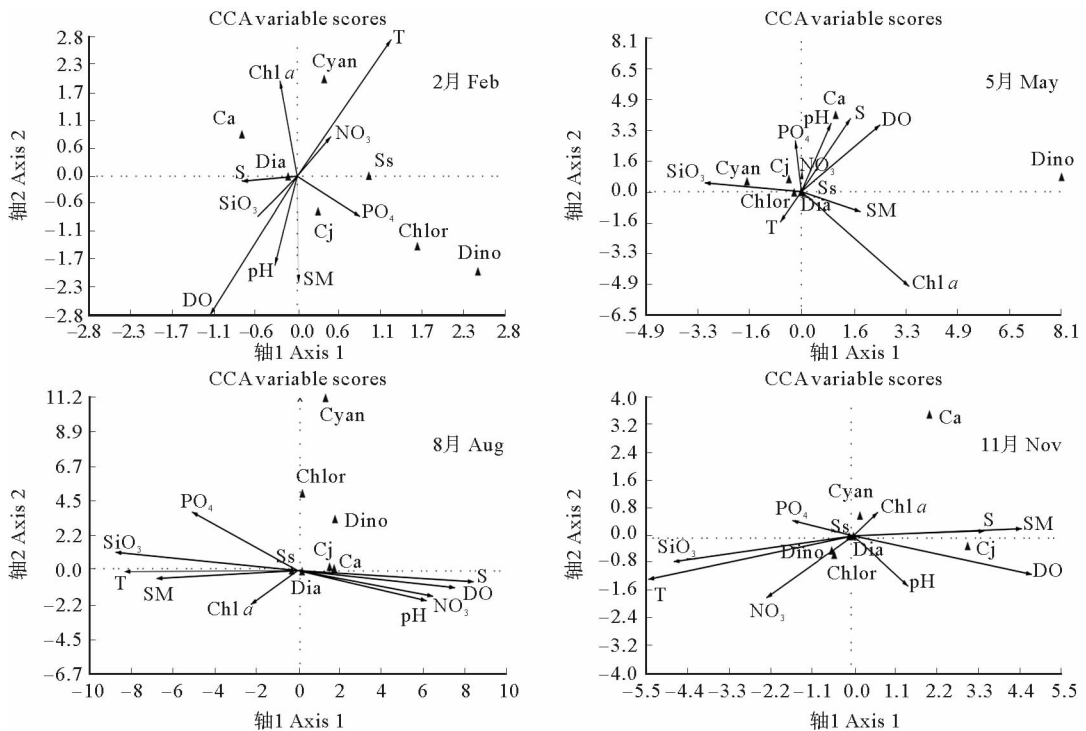 CCA variable scores
2.8
2.3
1.7
1.1
0.6
0.0
−0.6
−1.1
−1.7
−2.3
−2.8
轴2 Axis 2
2月 Feb
T
Cyan
Chl a
Ca
NO3
Dia
Ss
S
SiO3
PO4
Cj
Chlor
pH
SM
Dino
DO
−2.8 −2.3 −1.7 −1.1 −0.6 0.0 0.6 1.1 1.7 2.3 2.8
轴1 Axis 1
CCA variable scores
8.1
6.5
4.9
3.3
1.6
0.0
−1.6
−3.3
−4.9
−6.5
轴2 Axis 2
5月 May
Ca
pH
S
DO
PO4
NO3
Dino
SiO3
Cyan
Cj
Ss
Chlor
Dia
SM
T
Chl a
−4.9 −3.3 −1.6 0.0 1.6 3.3 4.9 6.5 8.1
轴1 Axis 1
CCA variable scores
11.2
8.9
6.7
4.5
2.2
0.0
−2.2
−4.5
−6.7
轴2 Axis 2
8月 Aug
Cyan
Chlor
PO4
Dino
SiO3
Ss
Cj
Ca
T
SM
Dia
S
DO
Chl a
NO3
pH
−10 −8 −6 −4 −2 0 2 4 6 8 10
轴1 Axis 1
CCA variable scores
4.0
3.2
2.4
1.6
0.8
0.0
−0.8
−1.6
−2.4
−3.2
−4.0
轴2 Axis 2
11月 Nov
Ca
Cyan
Chl a
PO4
Ss
S
SM
SiO3
Dino
Dia
Cj
Chlor
DO
T
NO3
pH
−5.5 −4.4 −3.3 −2.2 −1.1 0.0 1.1 2.2 3.3 4.4 5.5
轴1 Axis 1